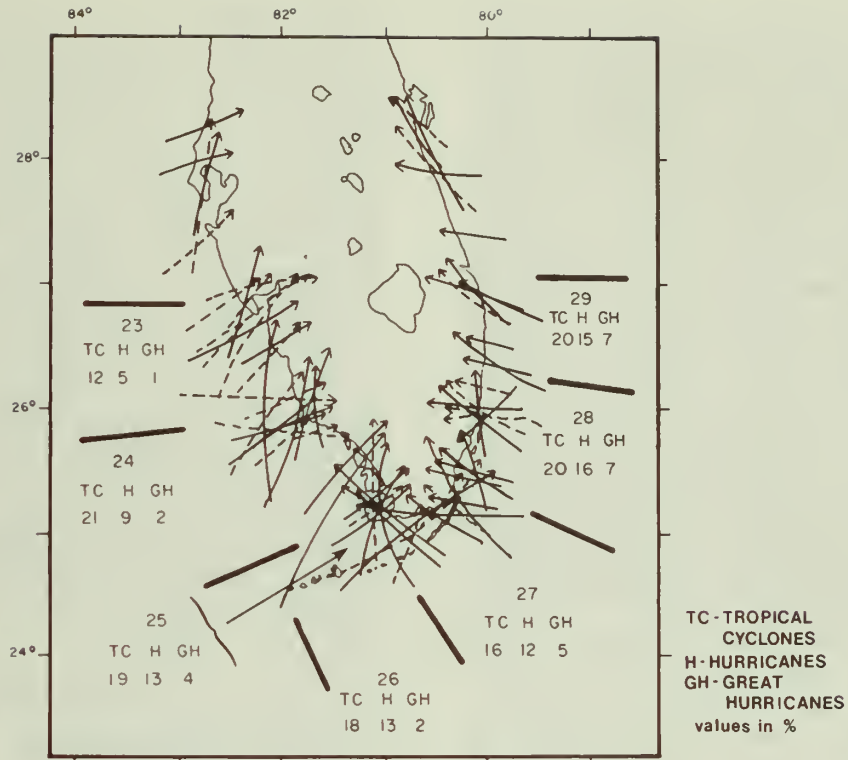 84° 82° 80°
28°
26°
24°
23
TC H GH
12 5 1
24
TC H GH
21 9 2
25
TC H GH
19 13 4
26
TC H GH
18 13 2
27
TC H GH
16 12 5
28
TC H GH
20 16 7
29
TC H GH
20 15 7
TC-TROPICAL
CYCLONES
H-HURRICANES
GH-GREAT
HURRICANES
values in %